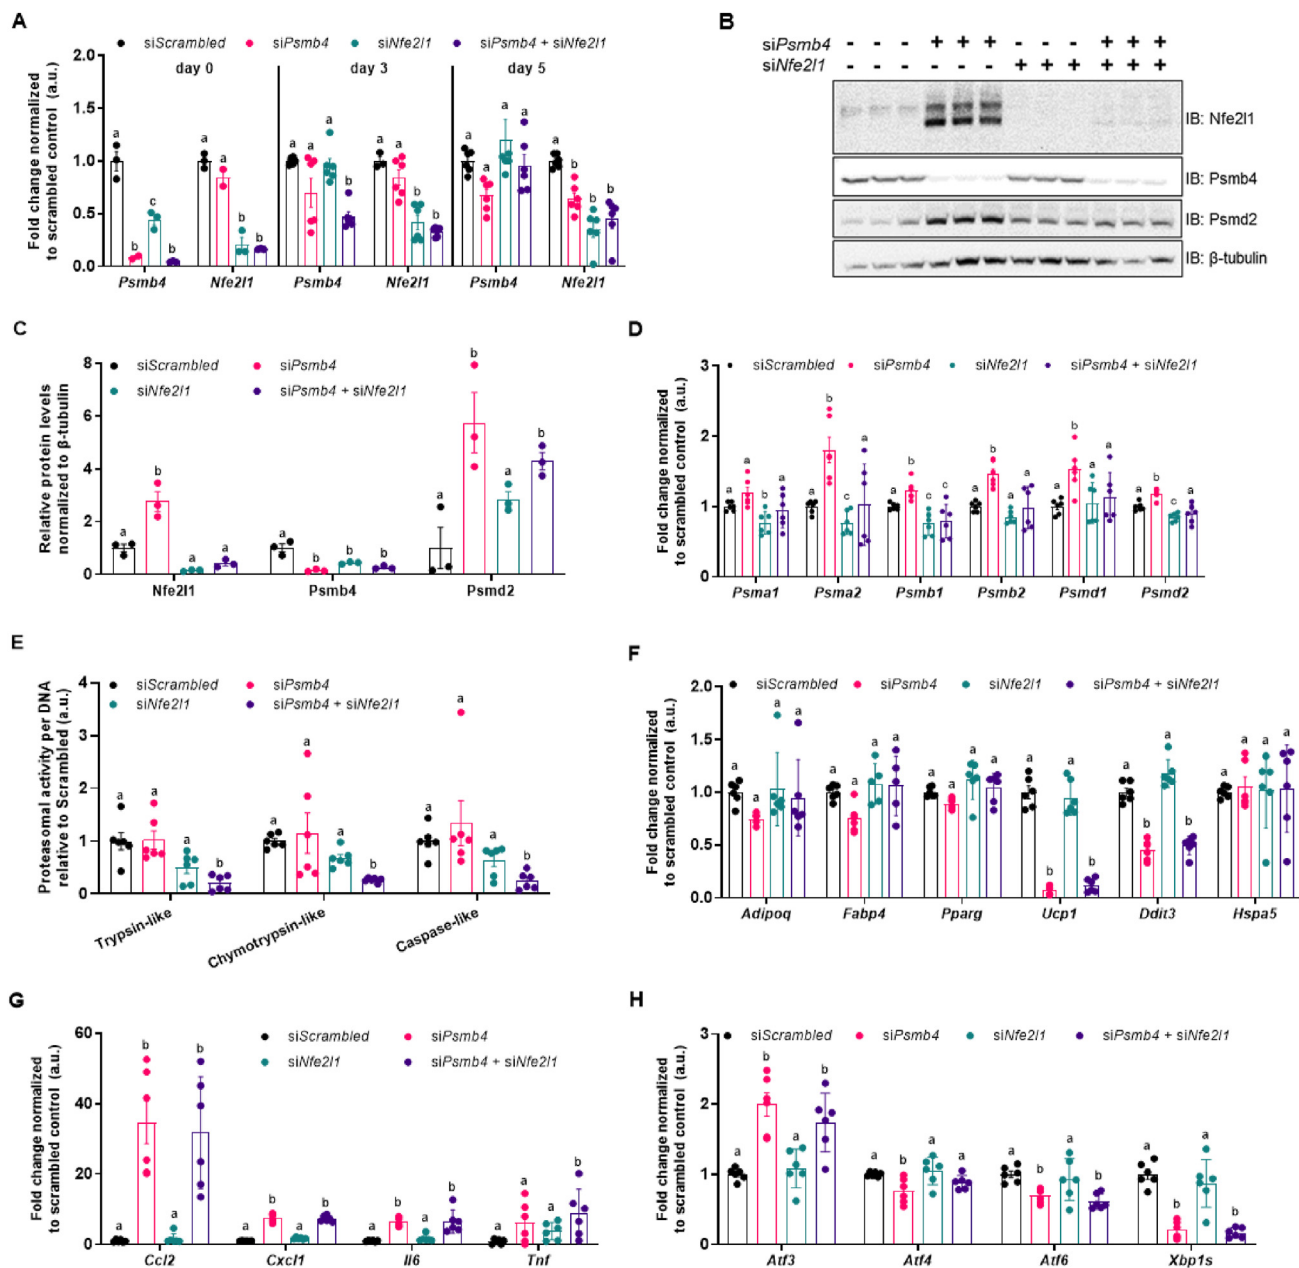 A
siScrambled siPsmb4 siNfe2l1 siPsmb4 + siNfe2l1
day 0 day 3 day 5
Fold change normalized
to scrambled control (a.u.)
1.5
2.0
1.0
0.5
0.0
a b c b a a b b a a a b a a b b a a a a a b b b
Psmb4 Nfe2l1 Psmb4 Nfe2l1 Psmb4 Nfe2l1
B
siPsmb4 - - - + + + - - - + + +
siNfe2l1 - - - - - - + + + + + +
IB: Nfe2l1
IB: Psmb4
IB: Psmd2
IB: β-tubulin
C
siScrambled siPsmb4
siNfe2l1 siPsmb4 + siNfe2l1
Relative protein levels
normalized to β-tubulin
8
6
4
2
0
a b a a a b b b a b a b
Nfe2l1 Psmb4 Psmd2
D
siScrambled siPsmb4 siNfe2l1 siPsmb4 + siNfe2l1
Fold change normalized
to scrambled control (a.u.)
3
2
1
0
a a b a a b c a a b c c a b a a a b a a a b c a
Psma1 Psma2 Psmb1 Psmb2 Psmd1 Psmd2
E
siScrambled siPsmb4
siNfe2l1 siPsmb4 + siNfe2l1
Proteasomal activity per DNA
relative to Scrambled (a.u.)
4
3
2
1
0
a a a b a a a b a a a b
Trypsin-like Chymotrypsin-like Caspase-like
F
siScrambled siPsmb4 siNfe2l1 siPsmb4 + siNfe2l1
Fold change normalized
to scrambled control (a.u.)
2.0
1.5
1.0
0.5
0.0
a a a a a a a a a a a a a b a b a b a b a a a a
Adipoq Fabp4 Pparg Ucp1 Ddit3 Hspa5
G
siScrambled siPsmb4
siNfe2l1 siPsmb4 + siNfe2l1
Fold change normalized
to scrambled control (a.u.)
60
40
20
0
a b a b a b a b a b a b a a a b
Ccl2 Cxcl1 Il6 Tnf
H
siScrambled siPsmb4 siNfe2l1 siPsmb4 + siNfe2l1
Fold change normalized
to scrambled control (a.u.)
3
2
1
0
a b a b a b a a a b a b a b a b
Atf3 Atf4 Atf6 Xbp1s